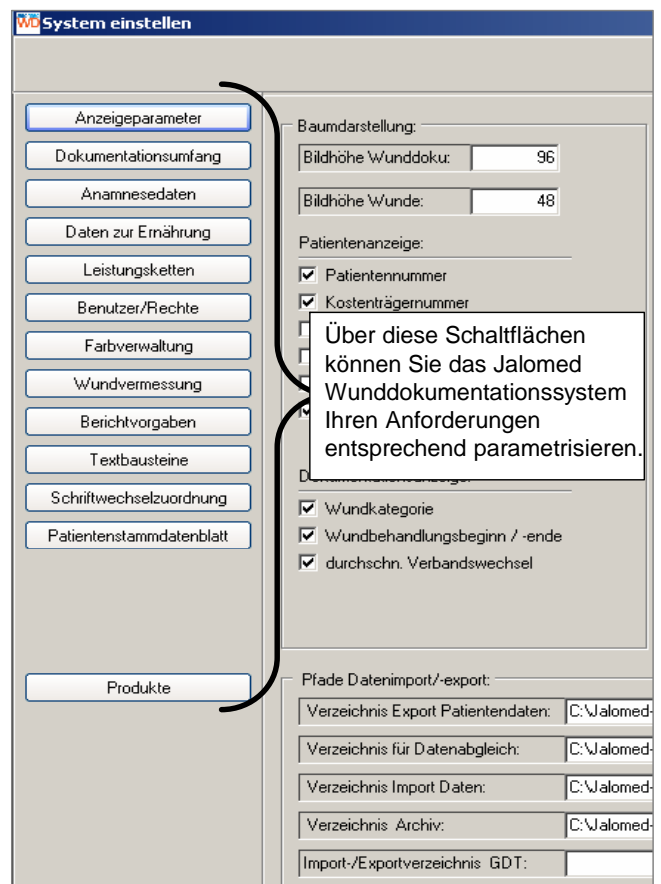 WD System einstellen
Anzeigeparameter
Dokumentationsumfang
Anamnesedaten
Daten zur Ernährung
Leistungsketten
Benutzer/Rechte
Farbverwaltung
Wundvermessung
Berichtvorgaben
Textbausteine
Schriftwechselzuordnung
Patientenstammdatenblatt
Produkte
Baumdarstellung:
Bildhöhe Wunddoku: 96
Bildhöhe Wunde: 48
Patientenanzeige:
Patientennummer
Kostenträgernummer
Über diese Schaltflächen
können Sie das Jalomed
Wunddokumentationssystem
Ihren Anforderungen
entsprechend parametrisieren.
Wundkategorie
Wundbehandlungsbeginn / -ende
durchschn. Verbandswechsel
Pfade Datenimport/-export:
Verzeichnis Export Patientendaten: C:\Jalomed-
Verzeichnis für Datenabgleich: C:\Jalomed-
Verzeichnis Import Daten: C:\Jalomed-
Verzeichnis Archiv: C:\Jalomed-
Import-/Exportverzeichnis GDT: